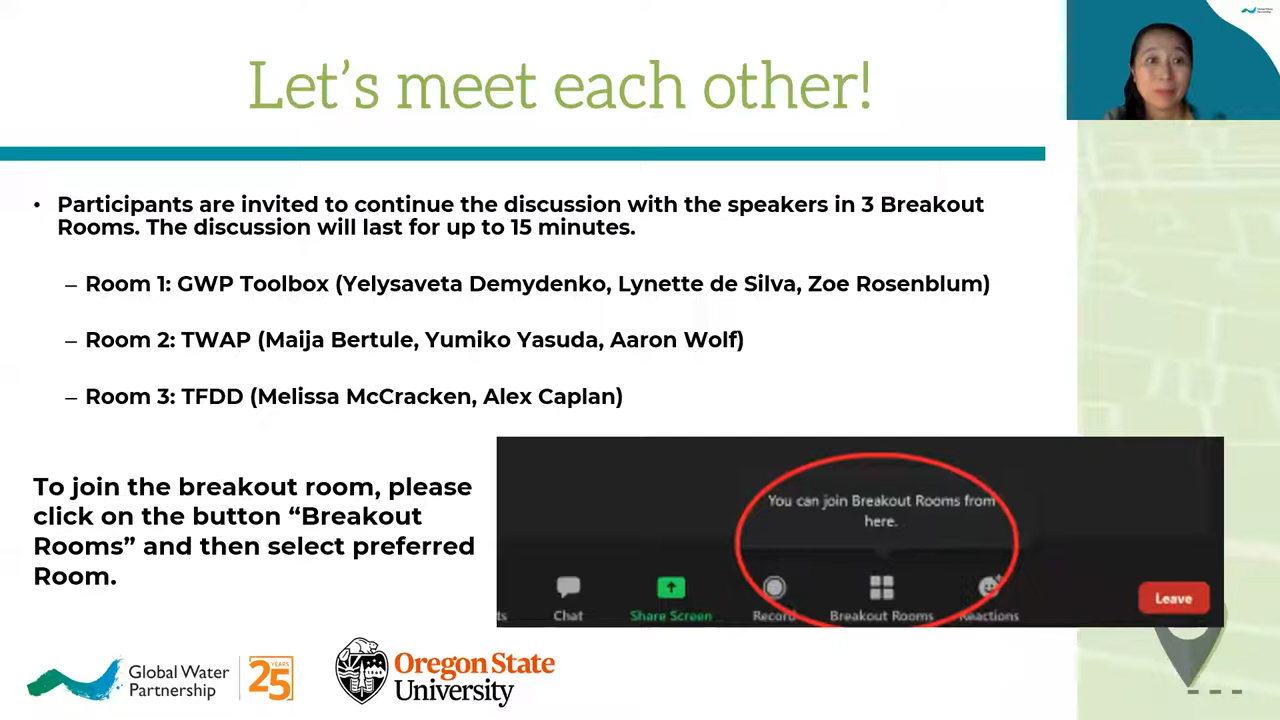 Global Water
Partnership
Let's meet each other!
• Participants are invited to continue the discussion with the speakers in 3 Breakout
Rooms. The discussion will last for up to 15 minutes.
– Room 1: GWP Toolbox (Yelysaveta Demydenko, Lynette de Silva, Zoe Rosenblum)
– Room 2: TWAP (Maija Bertule, Yumiko Yasuda, Aaron Wolf)
– Room 3: TFDD (Melissa McCracken, Alex Caplan)
To join the breakout room, please
click on the button “Breakout
Rooms” and then select preferred
Room.
You can join Breakout Rooms from
here.
ts Chat Share Screen Record Breakout Rooms Reactions Leave
Global Water
Partnership
25 YEARS
Oregon State
University